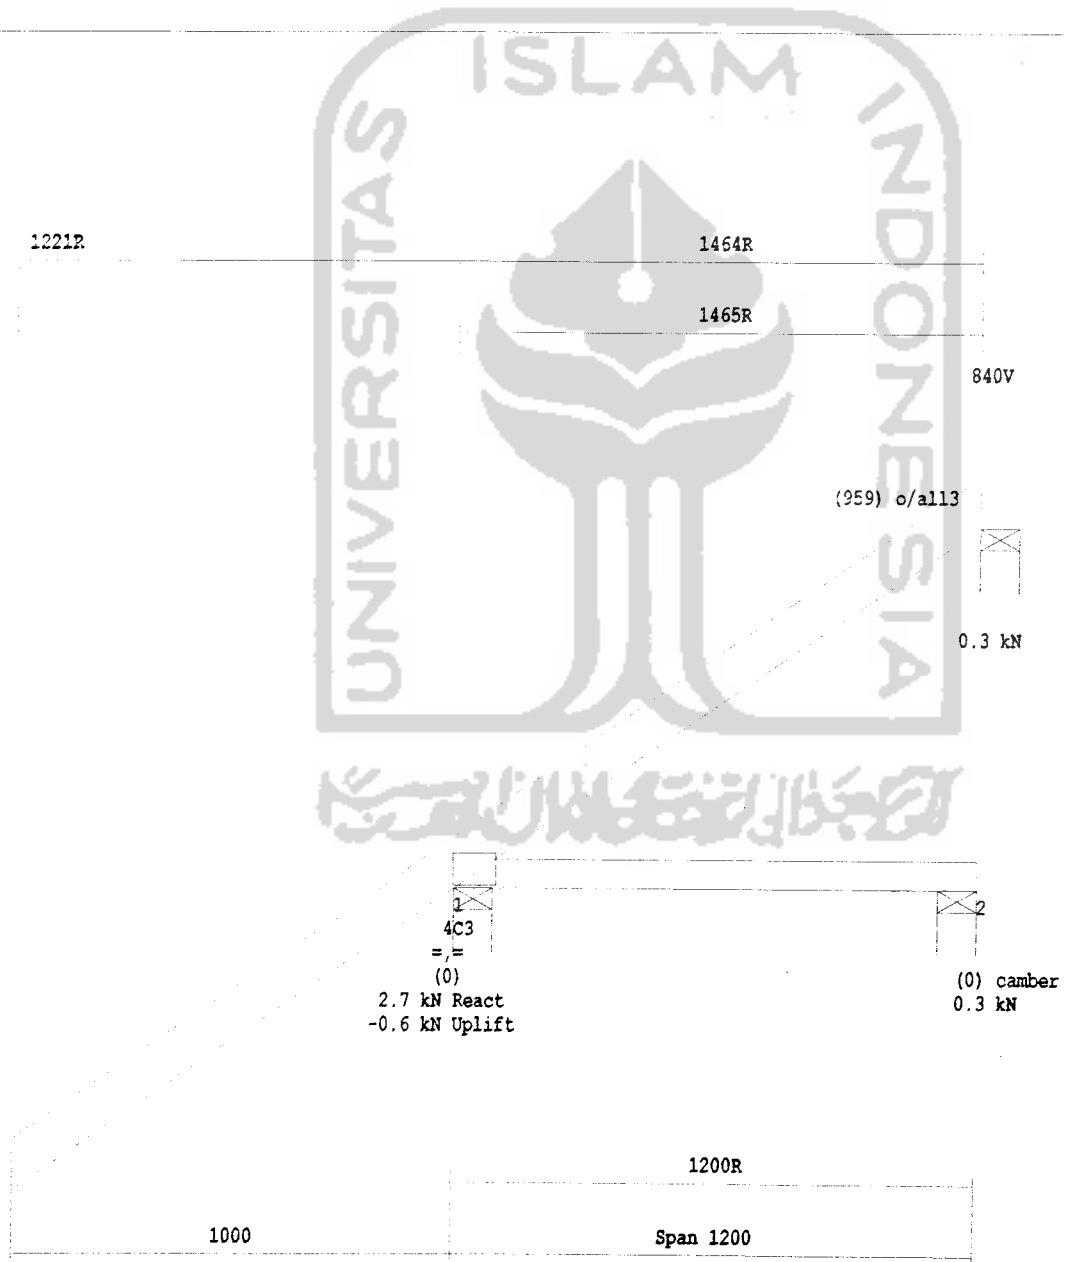 ISLAM
UNIVERSITAS
INDONESIA
1221R
1464R
1465R
840V
(959) o/all3
0.3 kN
1
2
4C3
=,=
(0)
2.7 kN React
-0.6 kN Uplift
(0) camber
0.3 kN
1200R
1000
Span 1200